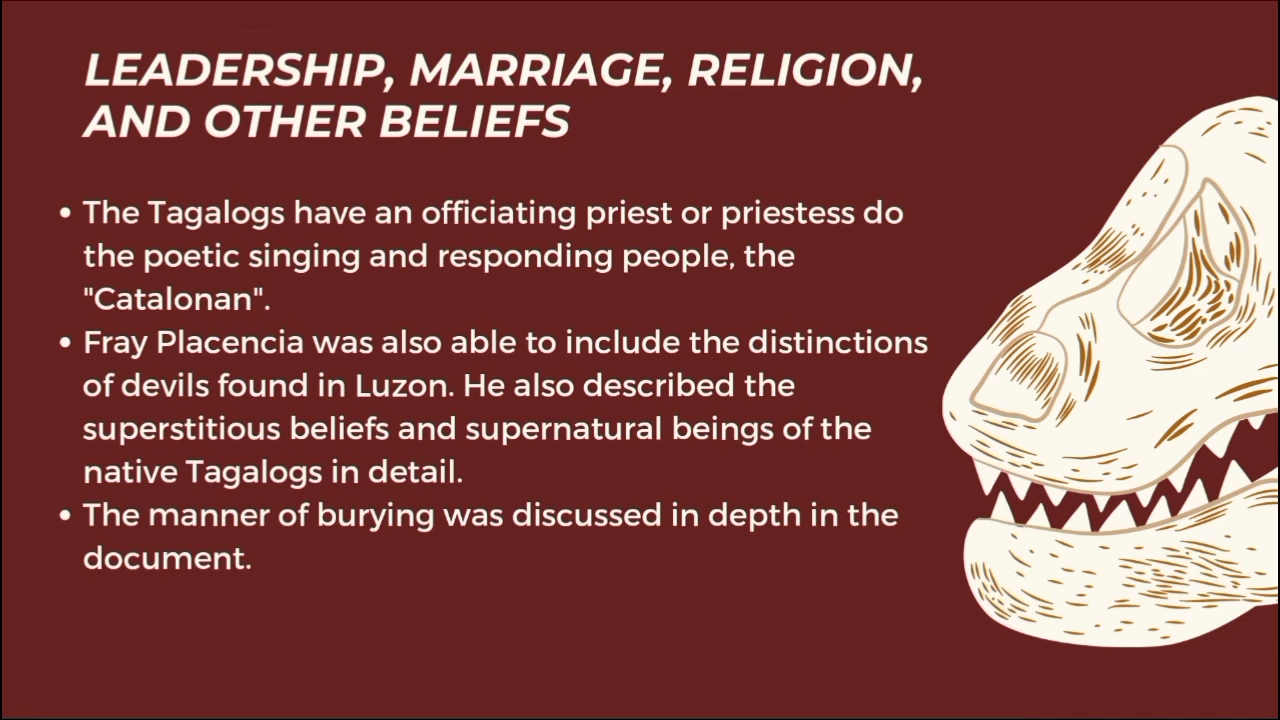 LEADERSHIP, MARRIAGE, RELIGION,
AND OTHER BELIEFS
• The Tagalogs have an officiating priest or priestess do
the poetic singing and responding people, the
"Catalonan".
• Fray Placencia was also able to include the distinctions
of devils found in Luzon. He also described the
superstitious beliefs and supernatural beings of the
native Tagalogs in detail.
• The manner of burying was discussed in depth in the
document.